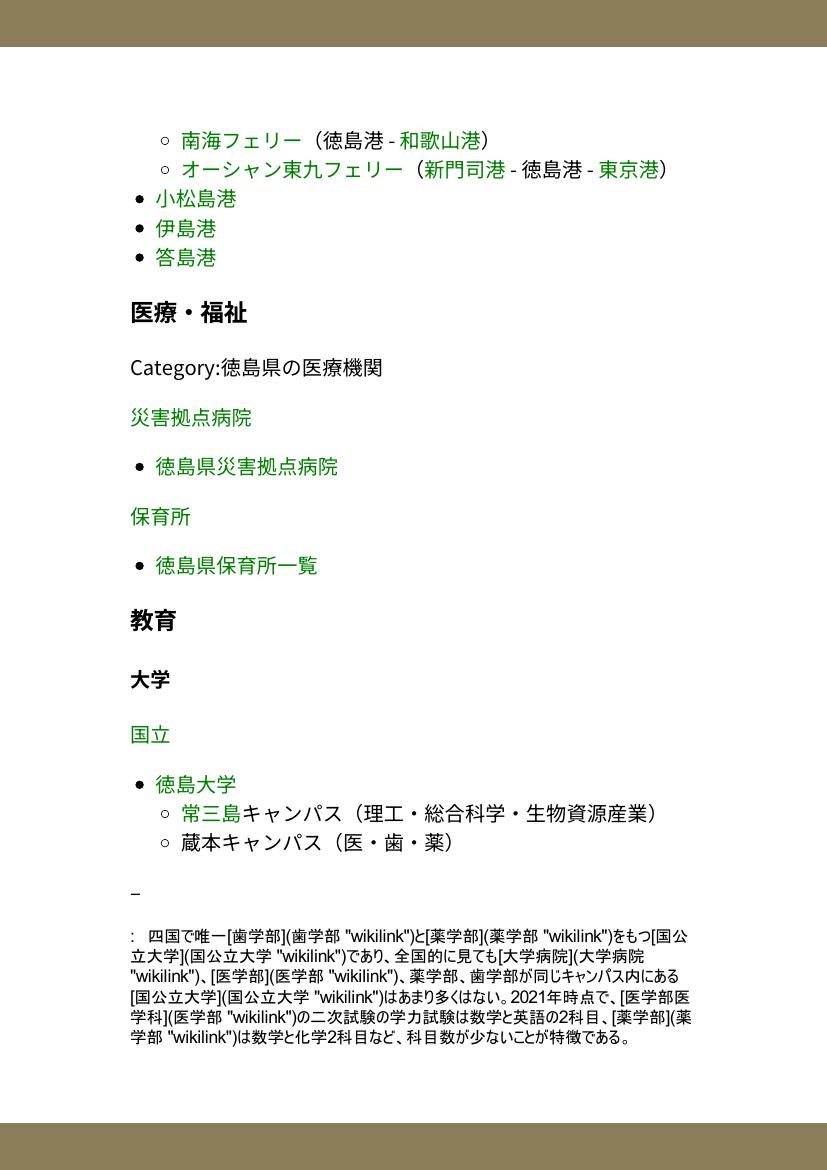 南海フェリー（徳島港 - 和歌山港）
オーシャン東九フェリー（新門司港 - 徳島港 - 東京港）
小松島港
伊島港
答島港
医療・福祉
Category:徳島県の医療機関
災害拠点病院
徳島県災害拠点病院
保育所
徳島県保育所一覧
教育
大学
国立
徳島大学
常三島キャンパス（理工・総合科学・生物資源産業）
蔵本キャンパス（医・歯・薬）
–
:　四国で唯一[歯学部](歯学部 "wikilink")と[薬学部](薬学部 "wikilink")をもつ[国公
立大学](国公立大学 "wikilink")であり、全国的に見ても[大学病院](大学病院
"wikilink")、[医学部](医学部 "wikilink")、薬学部、歯学部が同じキャンパス内にある
[国公立大学](国公立大学 "wikilink")はあまり多くはない。2021年時点で、[医学部医
学科](医学部 "wikilink")の二次試験の学力試験は数学と英語の2科目、[薬学部](薬
学部 "wikilink")は数学と化学2科目など、科目数が少ないことが特徴である。